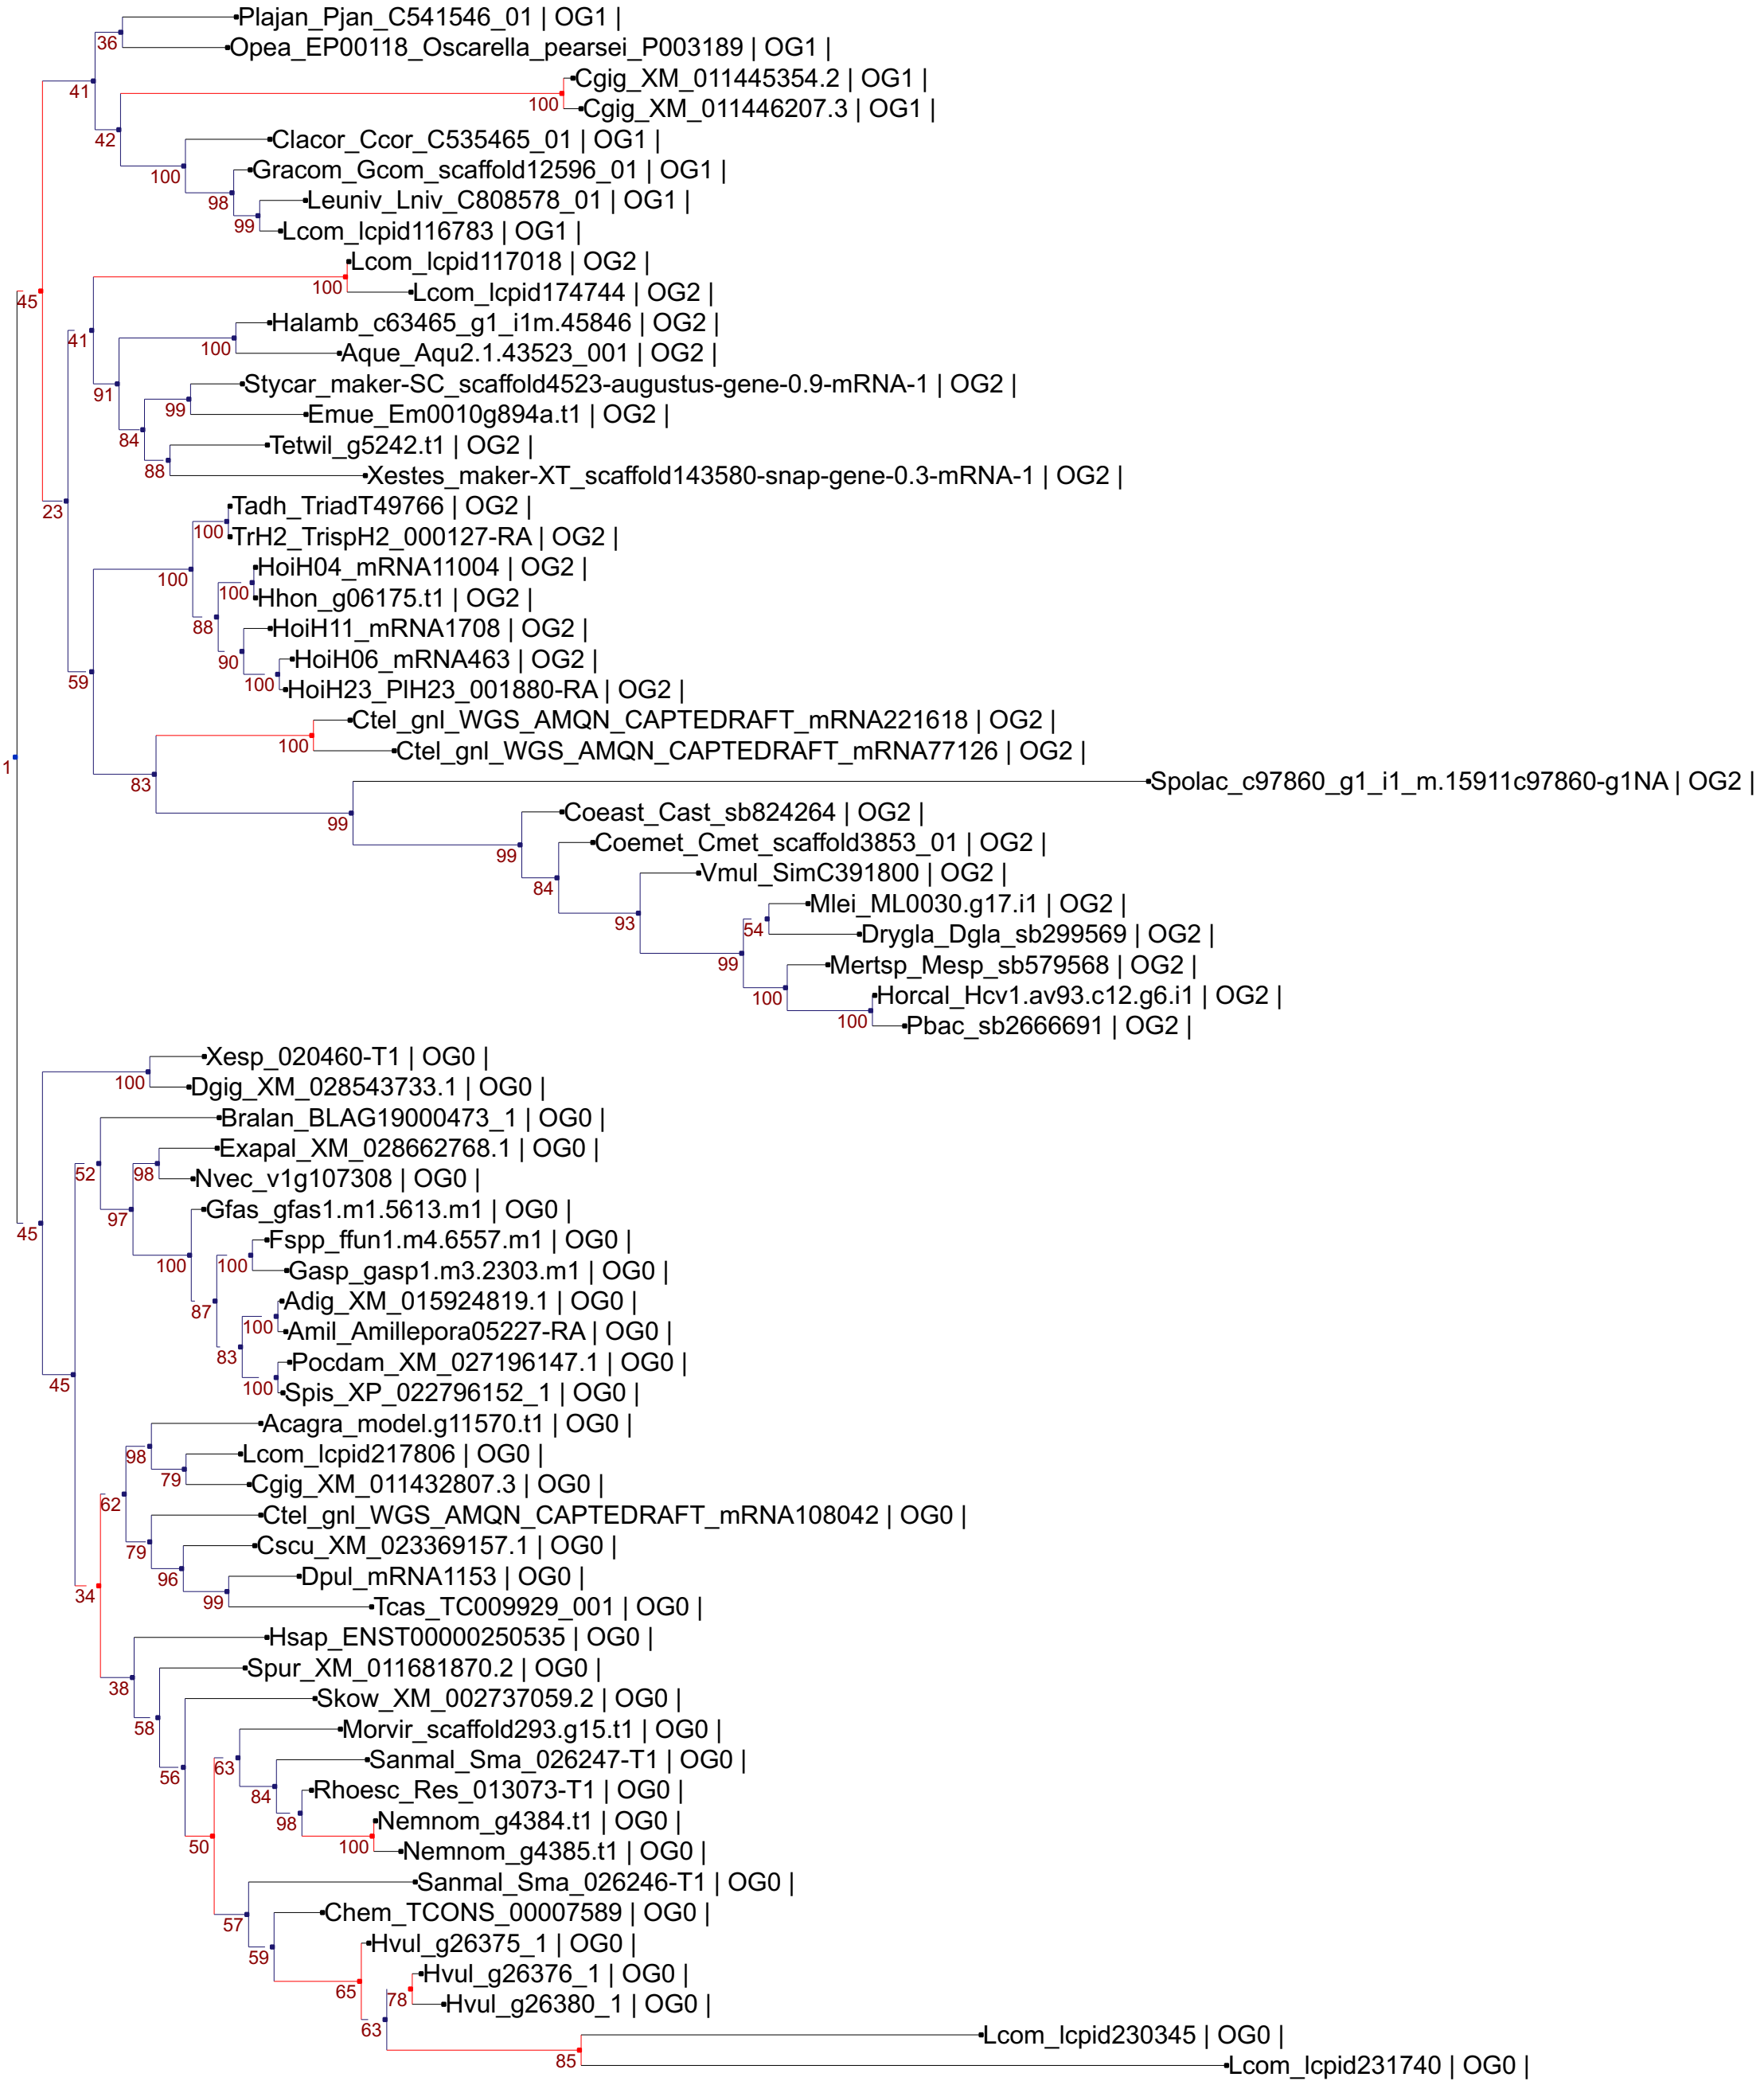 Plajan_Pjan_C541546_01 | OG1 |
36
Opea_EP00118_Oscarella_pearsei_P003189 | OG1 |
Cgig_XM_011445354.2 | OG1 |
41
100
Cgig_XM_011446207.3 | OG1 |
42
Clacor_Ccor_C535465_01 | OG1 |
Gracom_Gcom_scaffold12596_01 | OG1 |
100
Leuniv_Lniv_C808578_01 | OG1 |
98
99
Lcom_lcpid116783 | OG1 |
Lcom_lcpid117018 | OG2 |
100
45
Lcom_lcpid174744 | OG2 |
Halamb_c63465_g1_i1m.45846 | OG2 |
41
100
Aque_Aqu2.1.43523_001 | OG2 |
Stycar_maker-SC_scaffold4523-augustus-gene-0.9-mRNA-1 | OG2 |
91
99
Emue_Em0010g894a.t1 | OG2 |
84
Tetwil_g5242.t1 | OG2 |
88
Xestes_maker-XT_scaffold143580-snap-gene-0.3-mRNA-1 | OG2 |
23
Tadh_TriadT49766 | OG2 |
100
TrH2_TrispH2_000127-RA | OG2 |
HoiH04_mRNA11004 | OG2 |
100
100
Hhon_g06175.t1 | OG2 |
88
HoiH11_mRNA1708 | OG2 |
90
HoiH06_mRNA463 | OG2 |
59
100
HoiH23_PlH23_001880-RA | OG2 |
Ctel_gnl_WGS_AMQN_CAPTEDRAFT_mRNA221618 | OG2 |
100
Ctel_gnl_WGS_AMQN_CAPTEDRAFT_mRNA77126 | OG2 |
1
83
Spolac_c97860_g1_i1_m.15911c97860-g1NA | OG2 |
99
Coeast_Cast_sb824264 | OG2 |
99
Coemet_Cmet_scaffold3853_01 | OG2 |
84
Vmul_SimC391800 | OG2 |
93
Mlei_ML0030.g17.i1 | OG2 |
54
Drygla_Dgla_sb299569 | OG2 |
99
Mertsp_Mesp_sb579568 | OG2 |
100
Horcal_Hcv1.av93.c12.g6.i1 | OG2 |
100
Pbac_sb2666691 | OG2 |
Xesp_020460-T1 | OG0 |
100
Dgig_XM_028543733.1 | OG0 |
Bralan_BLAG19000473_1 | OG0 |
Exapal_XM_028662768.1 | OG0 |
52
98
Nvec_v1g107308 | OG0 |
Gfas_gfas1.m1.5613.m1 | OG0 |
97
45
Fspp_ffun1.m4.6557.m1 | OG0 |
100
100
Gasp_gasp1.m3.2303.m1 | OG0 |
87
Adig_XM_015924819.1 | OG0 |
100
Amil_Amillepora05227-RA | OG0 |
83
Pocdam_XM_027196147.1 | OG0 |
45
100
Spis_XP_022796152_1 | OG0 |
Acagra_model.g11570.t1 | OG0 |
98
Lcom_lcpid217806 | OG0 |
79
Cgig_XM_011432807.3 | OG0 |
62
Ctel_gnl_WGS_AMQN_CAPTEDRAFT_mRNA108042 | OG0 |
79
Cscu_XM_023369157.1 | OG0 |
96
Dpul_mRNA1153 | OG0 |
34
99
Tcas_TC009929_001 | OG0 |
Hsap_ENST00000250535 | OG0 |
Spur_XM_011681870.2 | OG0 |
38
Skow_XM_002737059.2 | OG0 |
58
Morvir_scaffold293.g15.t1 | OG0 |
63
Sanmal_Sma_026247-T1 | OG0 |
56
84
Rhoesc_Res_013073-T1 | OG0 |
98
Nemnom_g4384.t1 | OG0 |
50
100
Nemnom_g4385.t1 | OG0 |
Sanmal_Sma_026246-T1 | OG0 |
57
Chem_TCONS_00007589 | OG0 |
59
Hvul_g26375_1 | OG0 |
65
Hvul_g26376_1 | OG0 |
78
Hvul_g26380_1 | OG0 |
63
Lcom_lcpid230345 | OG0 |
85
Lcom_lcpid231740 | OG0 |